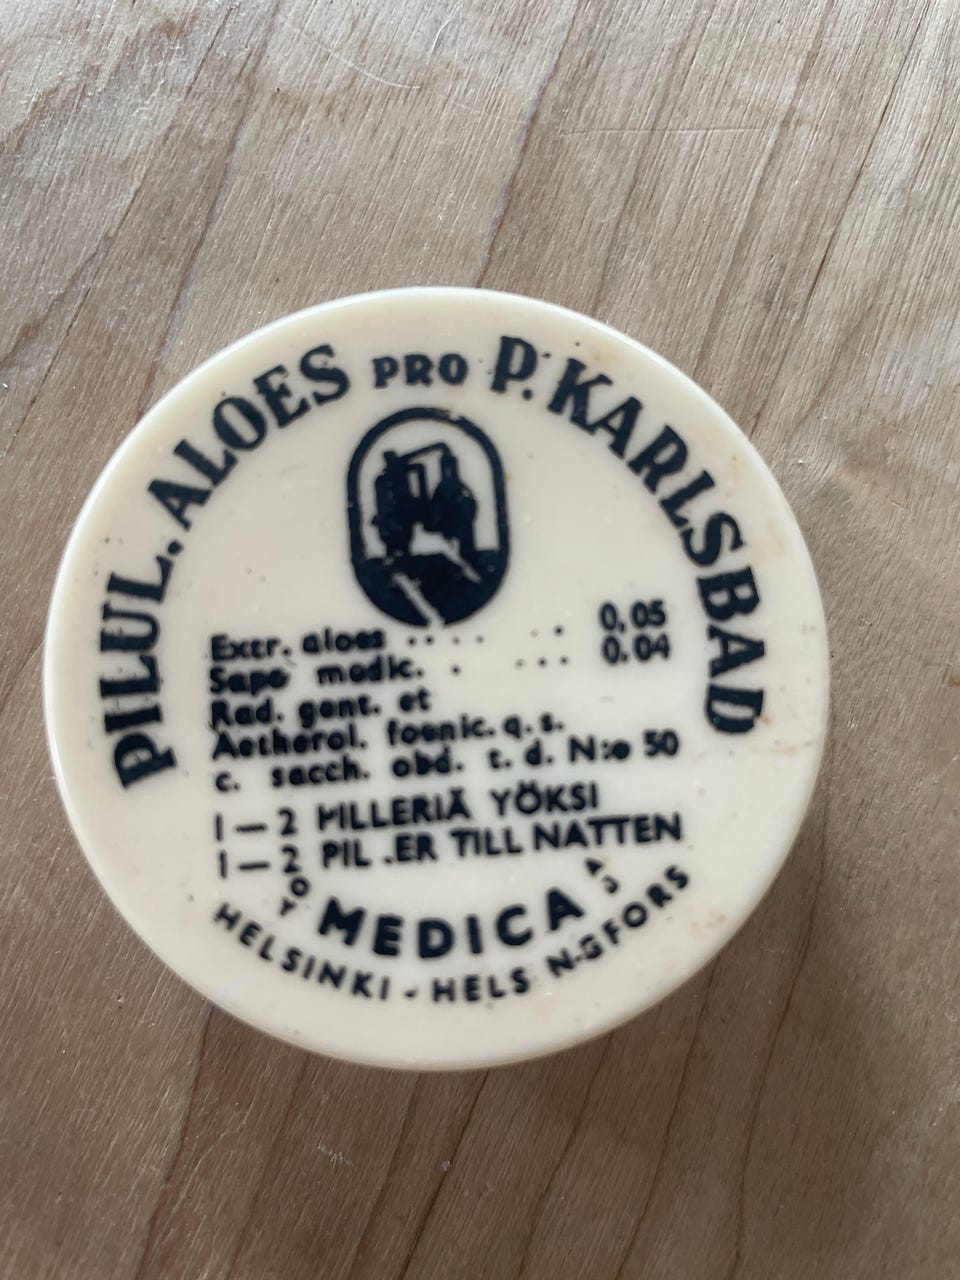 PILUL. ALOES PRO P. KARLSBAD
Extr. aloes .... .. 0,05
Sapo medic. . ... 0.04
Rad. gent. et
Aetherol. foenic. q. s.
c. sacch. obd. t. d. N:o 50
1—2 PILLERIÄ YÖKSI
1—2 PIL .ER TILL NATTEN
OY MEDICA AB
HELSINKI - HELS NGFORS